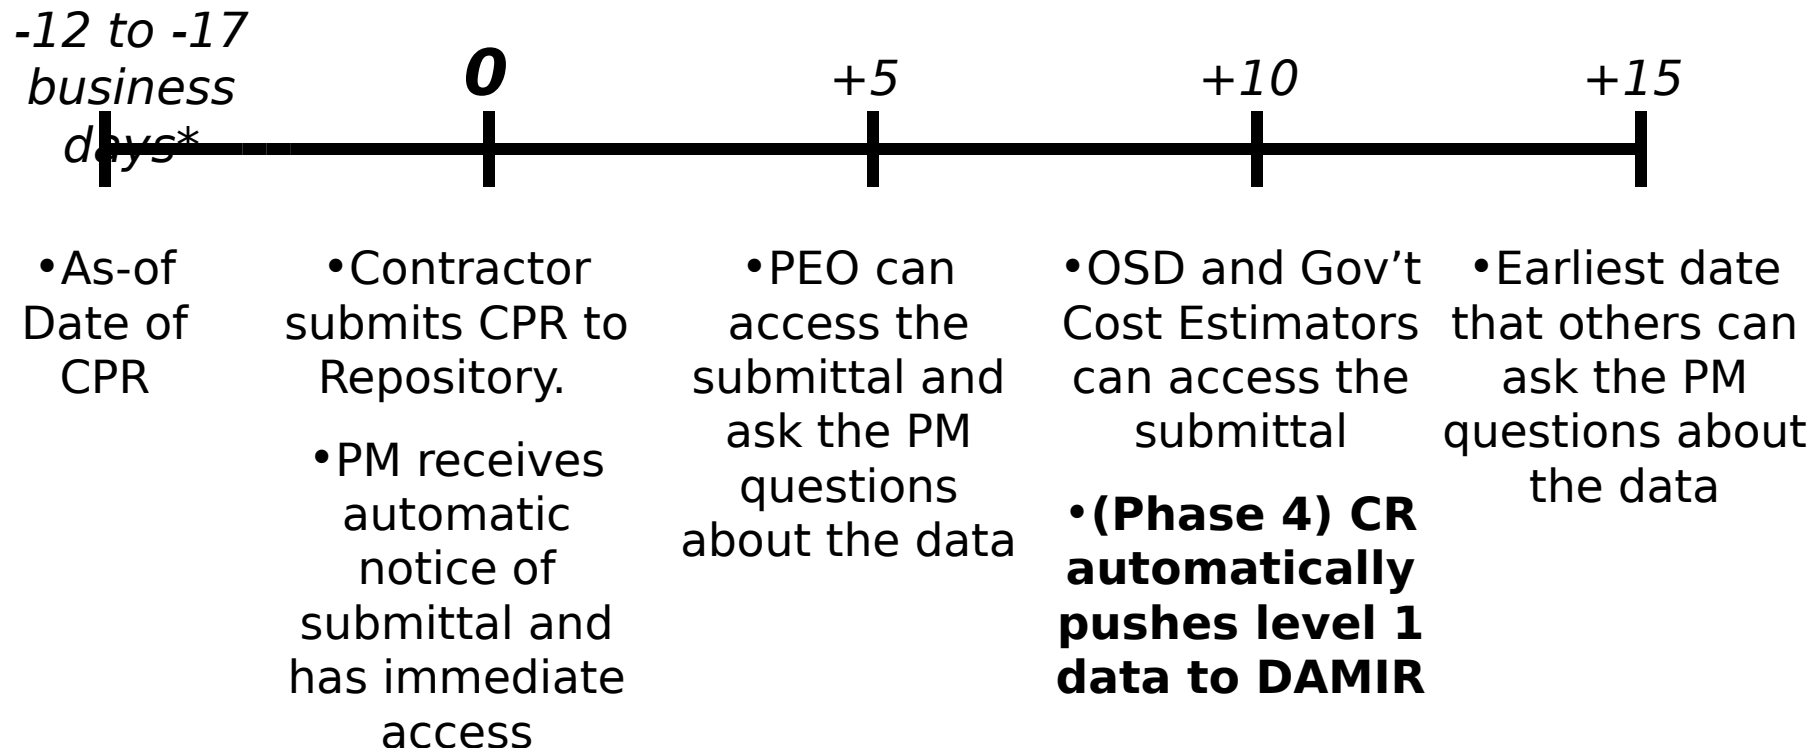 -12 to -17
business
days*
0
+5
+10
+15
•As-of
Date of
CPR
•Contractor
submits CPR to
Repository.
•PM receives
automatic
notice of
submittal and
has immediate
access
•PEO can
access the
submittal and
ask the PM
questions
about the data
•OSD and Gov’t
Cost Estimators
can access the
submittal
•(Phase 4) CR
automatically
pushes level 1
data to DAMIR
•Earliest date
that others can
ask the PM
questions about
the data